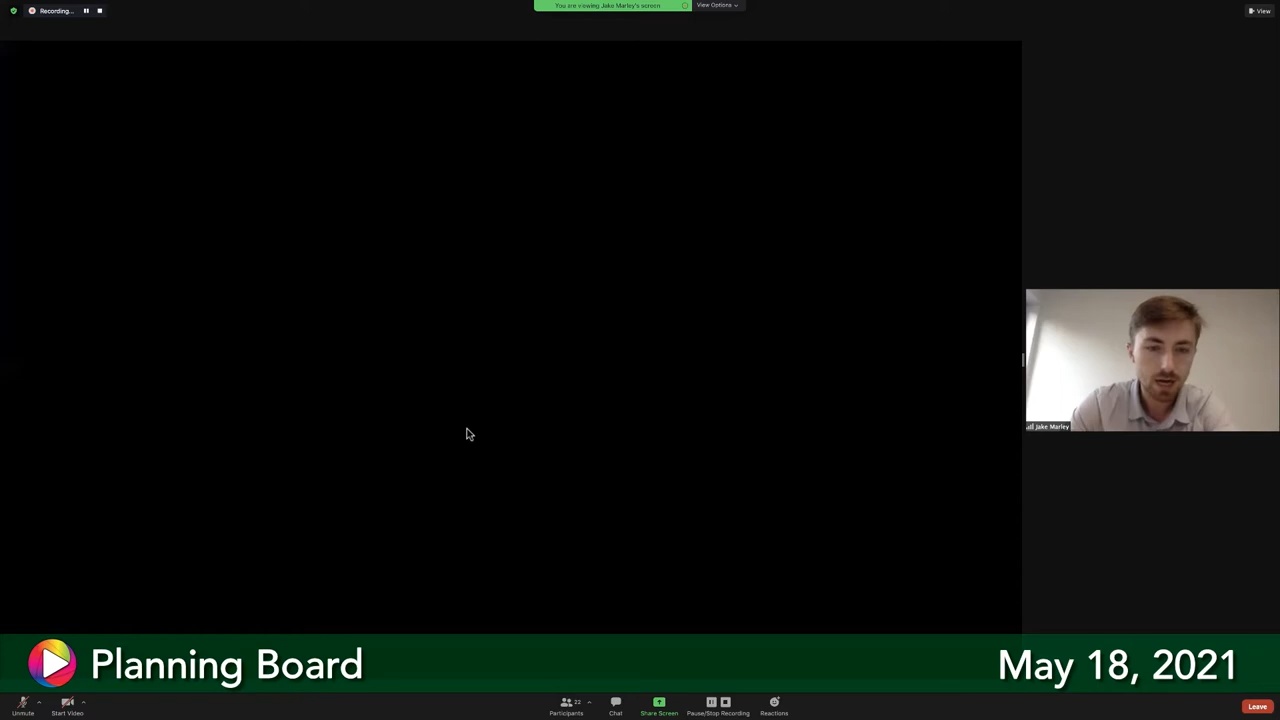 Recording...
You are viewing Jake Marley's screen
View Options
View
Jake Marley
Planning Board
May 18, 2021
Unmute
Start Video
22
Participants
Chat
Share Screen
Pause/Stop Recording
Reactions
Leave